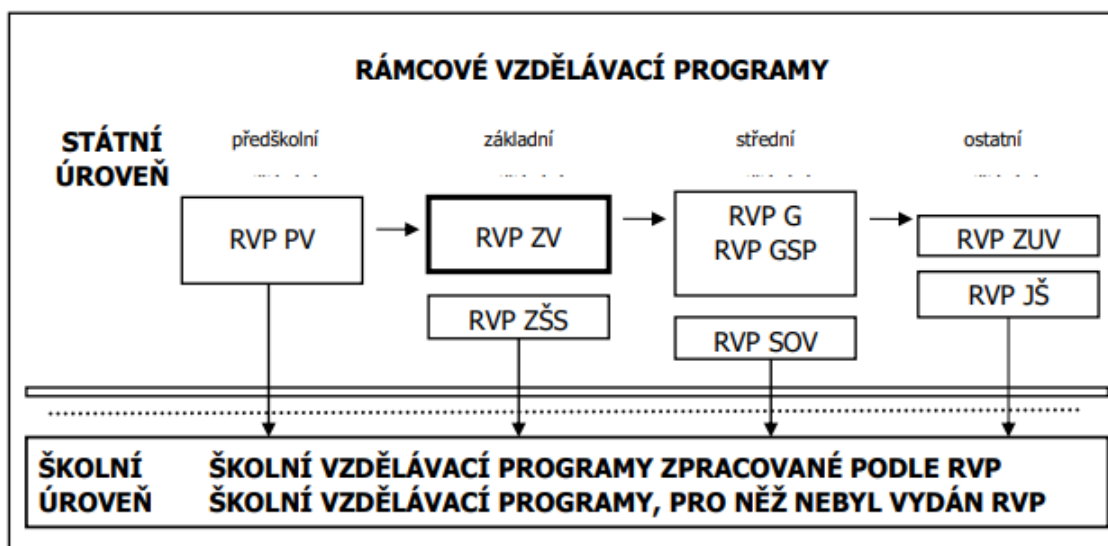 RÁMCOVÉ VZDĚLÁVACÍ PROGRAMY
STÁTNÍ ÚROVEŇ
předškolní
základní
střední
ostatní
RVP PV
RVP ZV
RVP G
RVP GSP
RVP ZUV
RVP ZŠS
RVP SOV
RVP JŠ
ŠKOLNÍ ÚROVEŇ
ŠKOLNÍ VZDĚLÁVACÍ PROGRAMY ZPRACOVANÉ PODLE RVP
ŠKOLNÍ VZDĚLÁVACÍ PROGRAMY, PRO NĚŽ NEBYL VYDÁN RVP